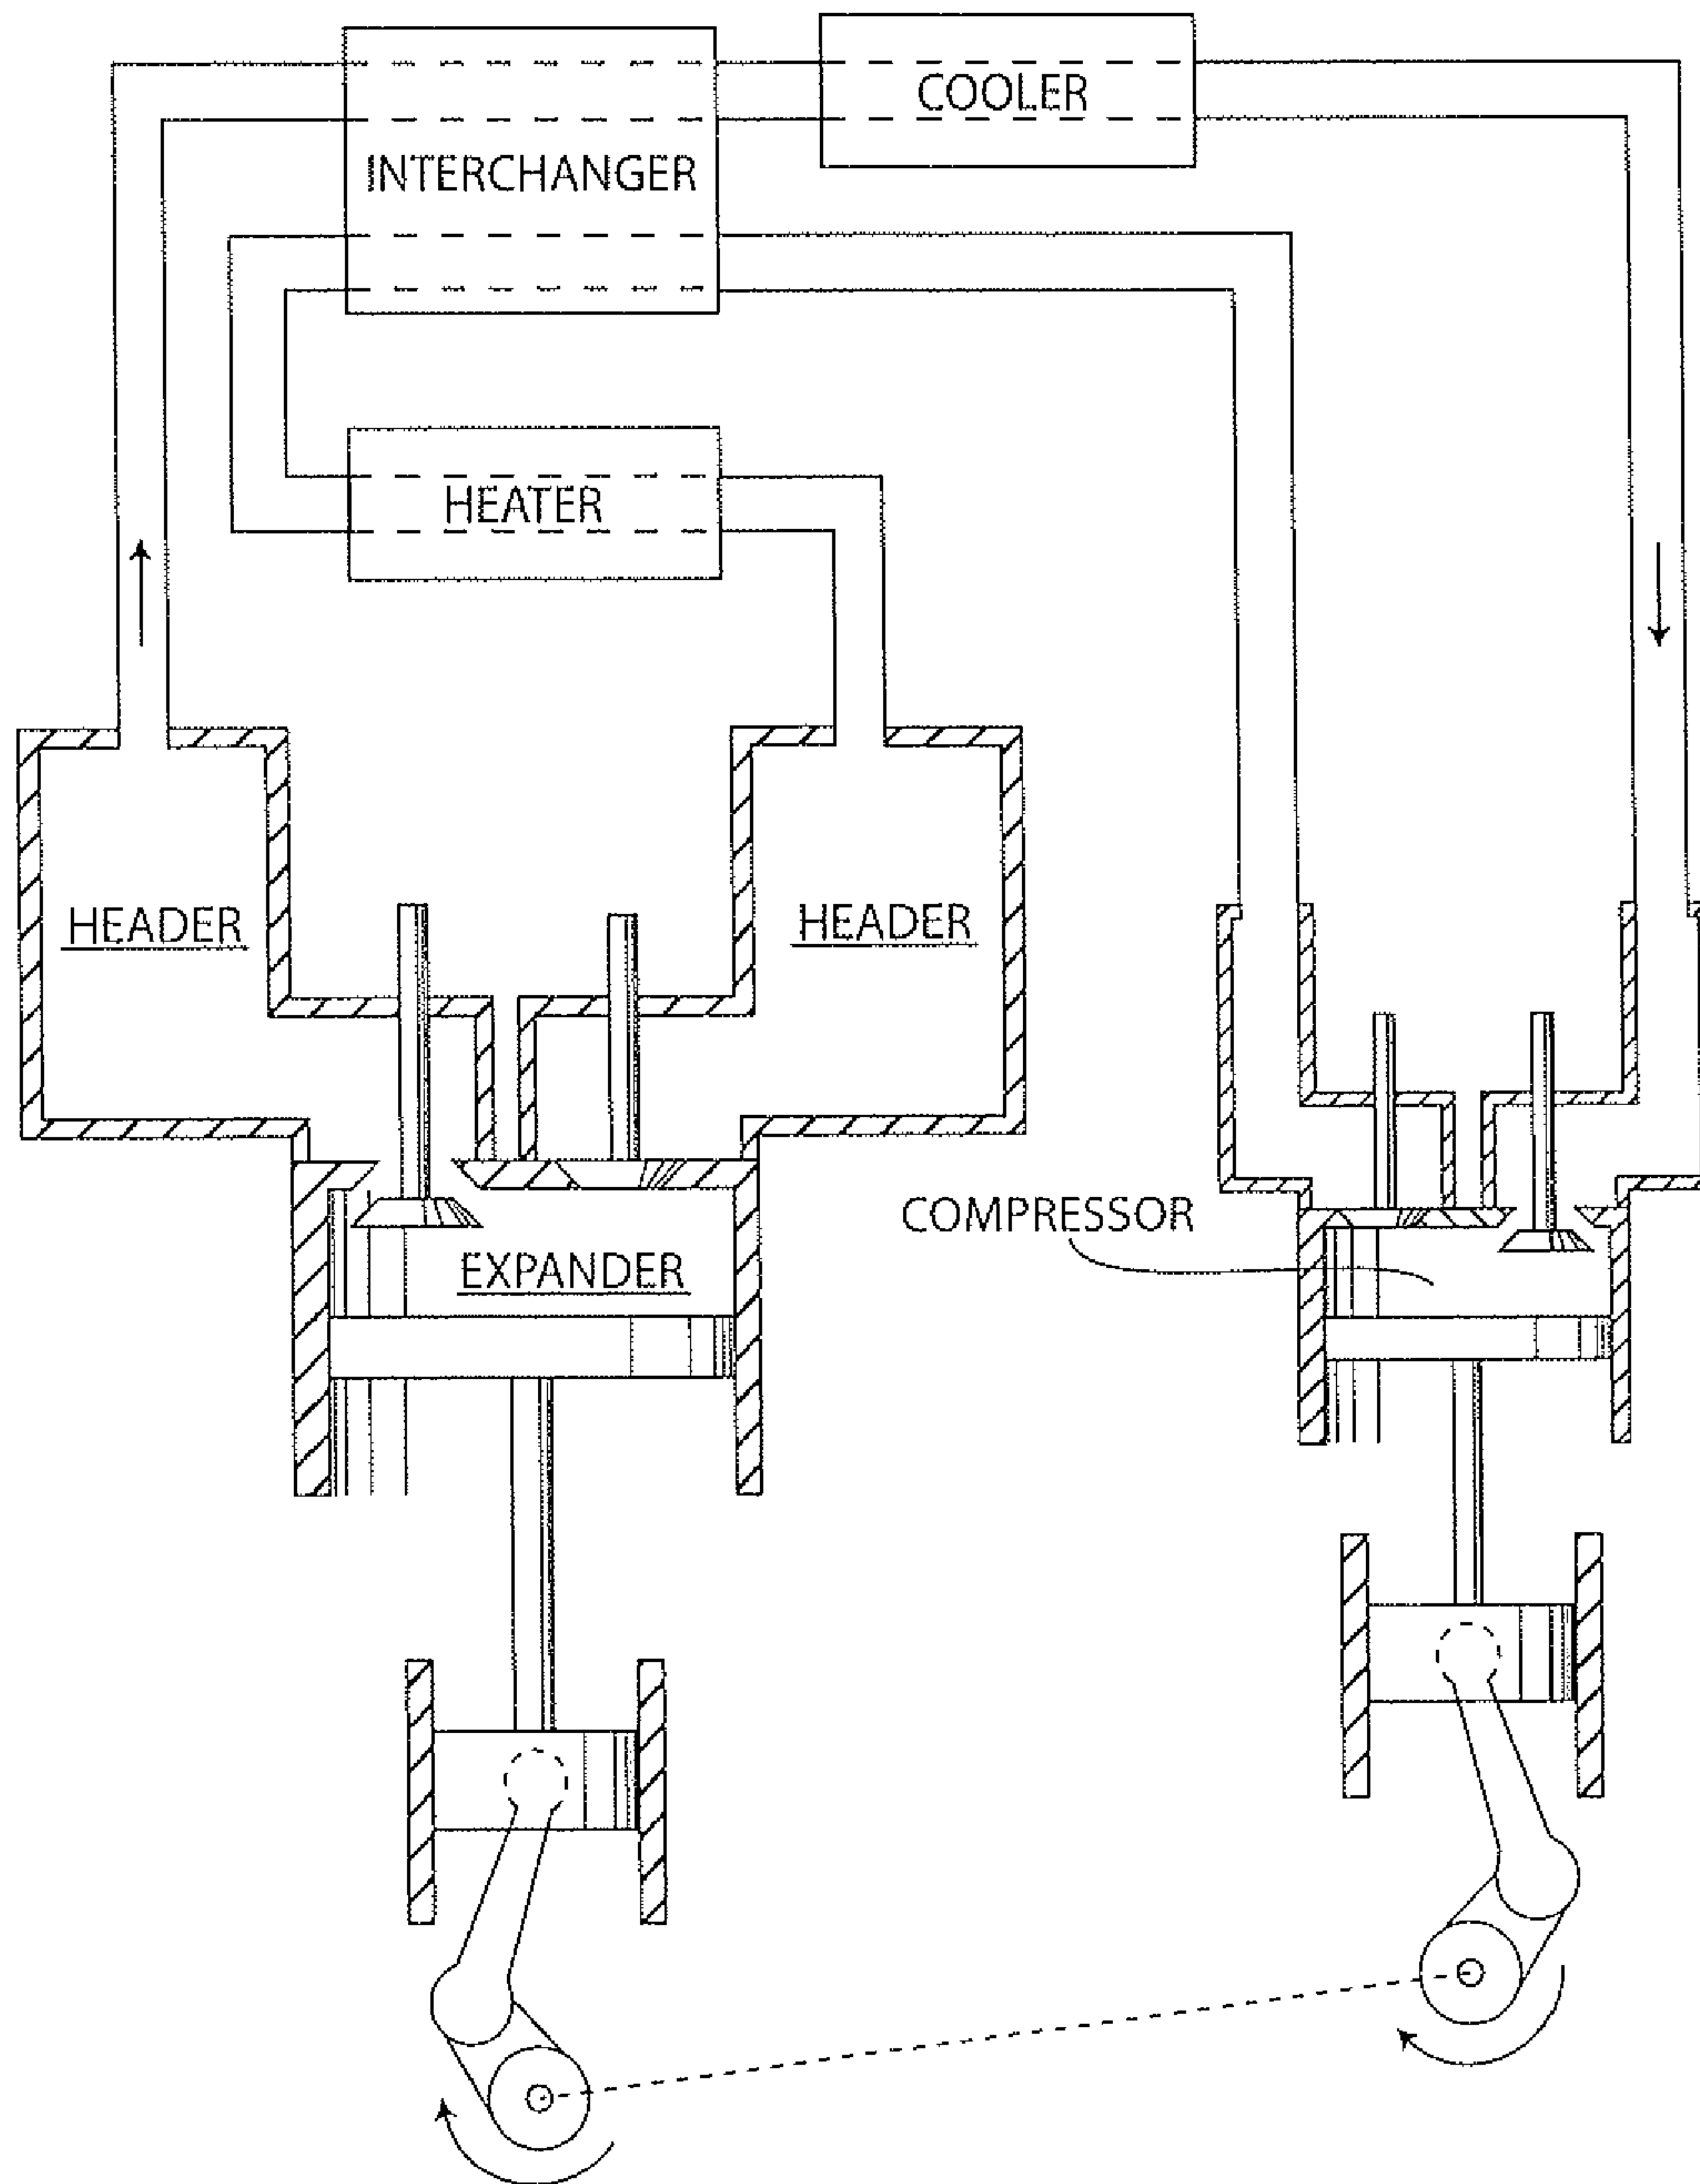 COOLER
INTERCHANGER
HEATER
HEADER
HEADER
COMPRESSOR
EXPANDER